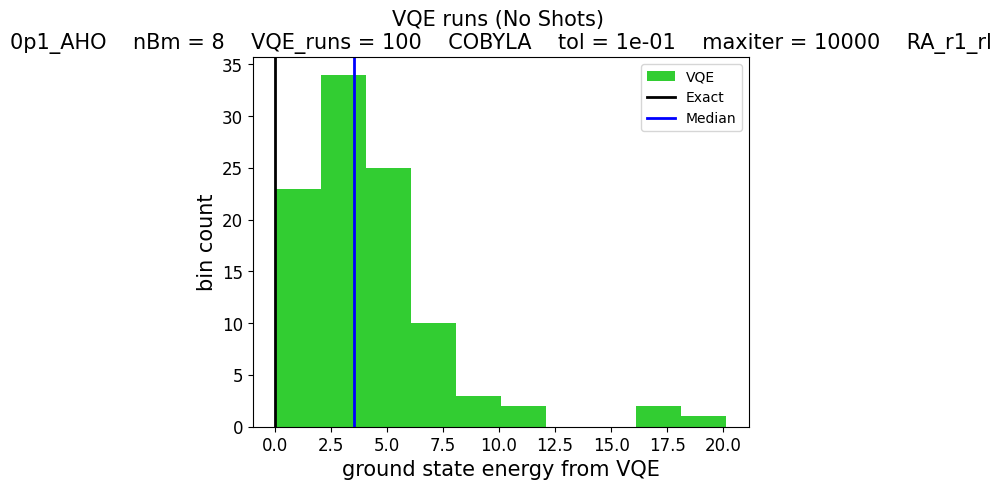 VQE runs (No Shots)
0p1_AHO    nBm = 8    VQE_runs = 100    COBYLA    tol = 1e-01    maxiter = 10000    RA_r1_rl
35
30
25
20
15
10
5
0
bin count
VQE
Exact
Median
0.0 2.5 5.0 7.5 10.0 12.5 15.0 17.5 20.0
ground state energy from VQE